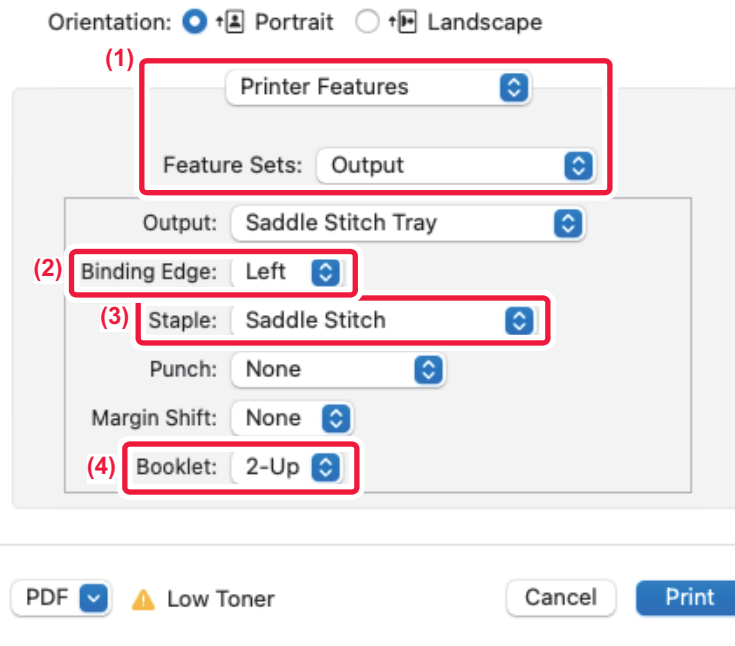 Orientation: Portrait Landscape
(1)
Printer Features
Feature Sets: Output
Output: Saddle Stitch Tray
(2) Binding Edge: Left
(3) Staple: Saddle Stitch
Punch: None
Margin Shift: None
(4) Booklet: 2-Up
PDF Low Toner Cancel Print